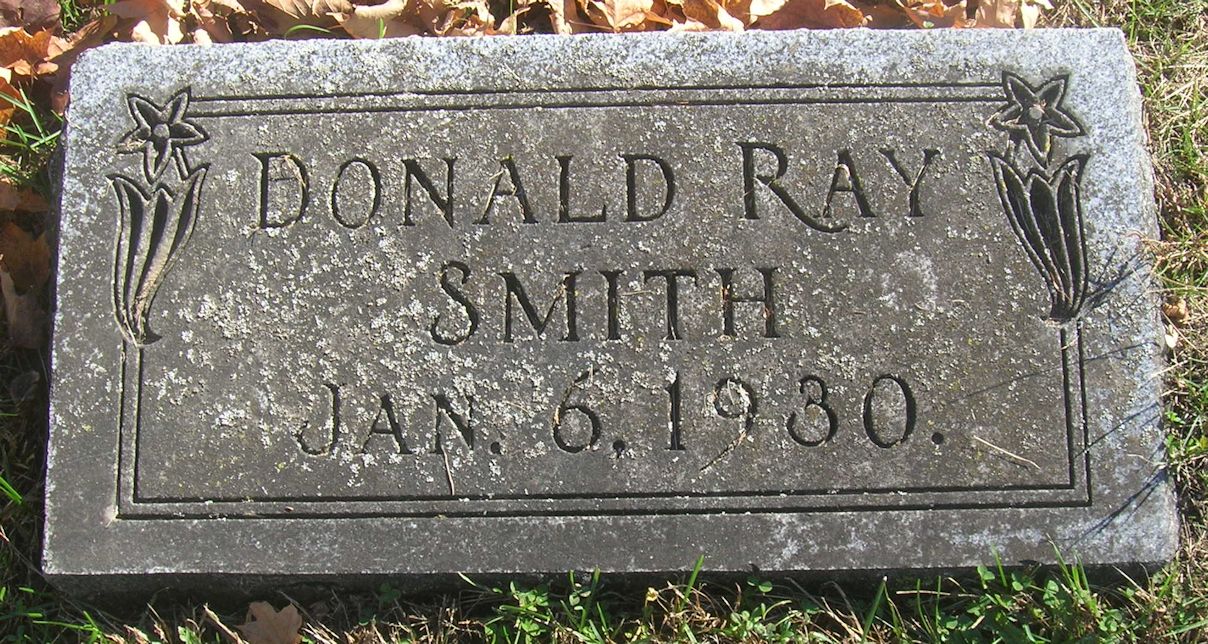 DONALD RAY
SMITH
JAN. 6, 1930.